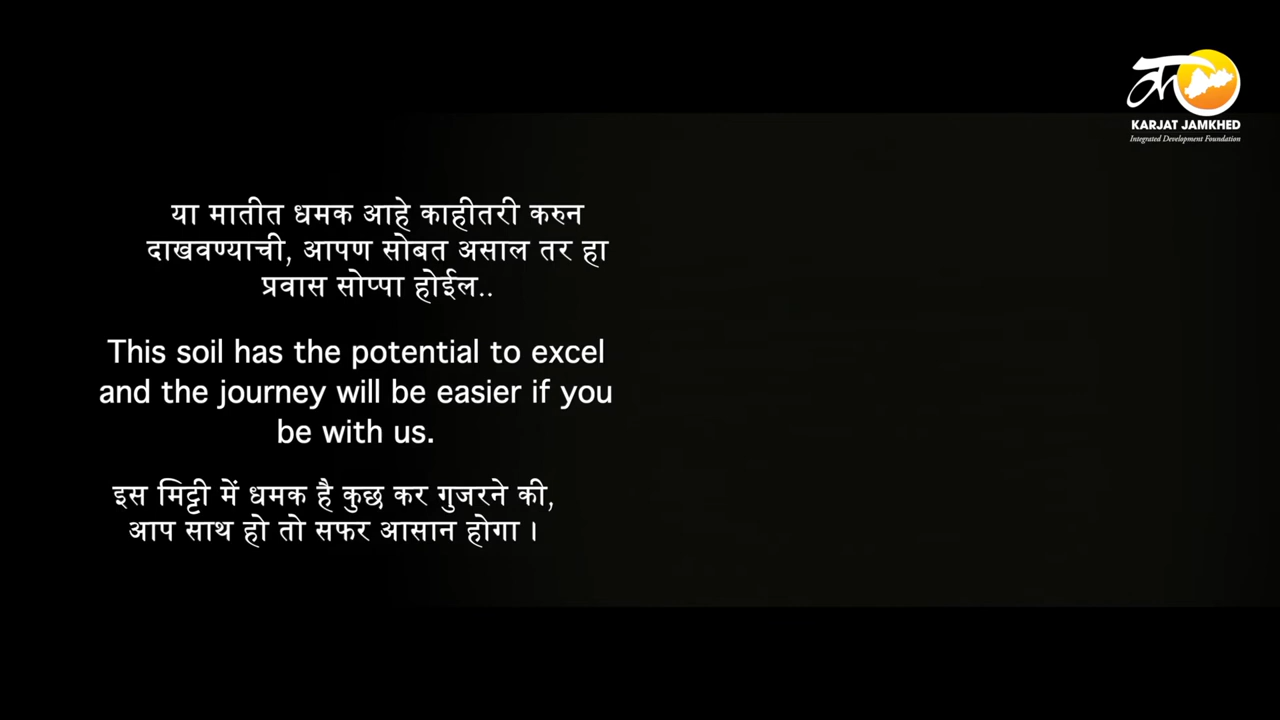 क
KARJAT JAMKHED
Integrated Development Foundation
या मातीत धमक आहे काहीतरी करुन
दाखवण्याची, आपण सोबत असाल तर हा
प्रवास सोप्पा होईल..
This soil has the potential to excel
and the journey will be easier if you
be with us.
इस मिट्टी में धमक है कुछ कर गुजरने की,
आप साथ हो तो सफर आसान होगा ।